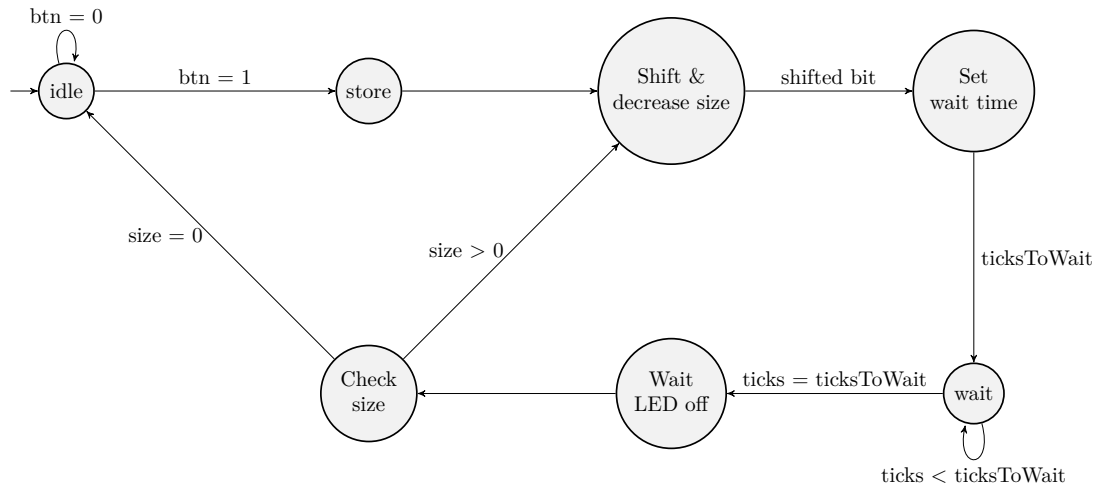 btn = 0
idle
btn = 1
store
Shift &
decrease size
shifted bit
Set
wait time
size = 0
size > 0
ticksToWait
Check
size
Wait
LED off
ticks = ticksToWait
wait
ticks < ticksToWait